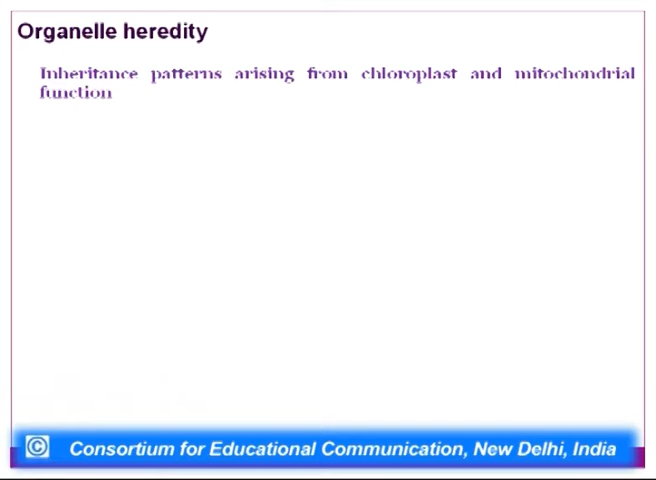 Organelle heredity
Inheritance patterns arising from chloroplast and mitochondrial
function
© Consortium for Educational Communication, New Delhi, India